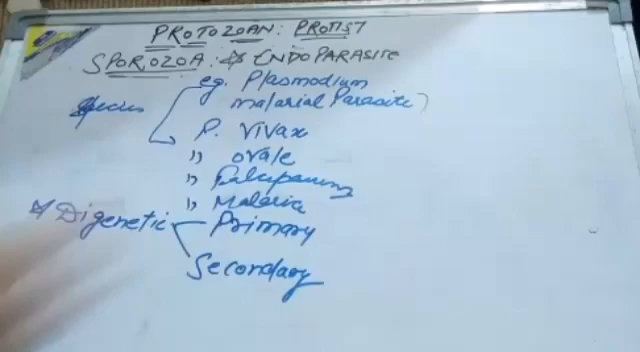 PROTOZOAN: PROTIST
SPOROZOA: ENDOPARASITE
eg. Plasmodium
Species malarial Parasite)
P. Vivax
" ovale
" Falciparum
" Malaria
Digenetic Primary
Secondary